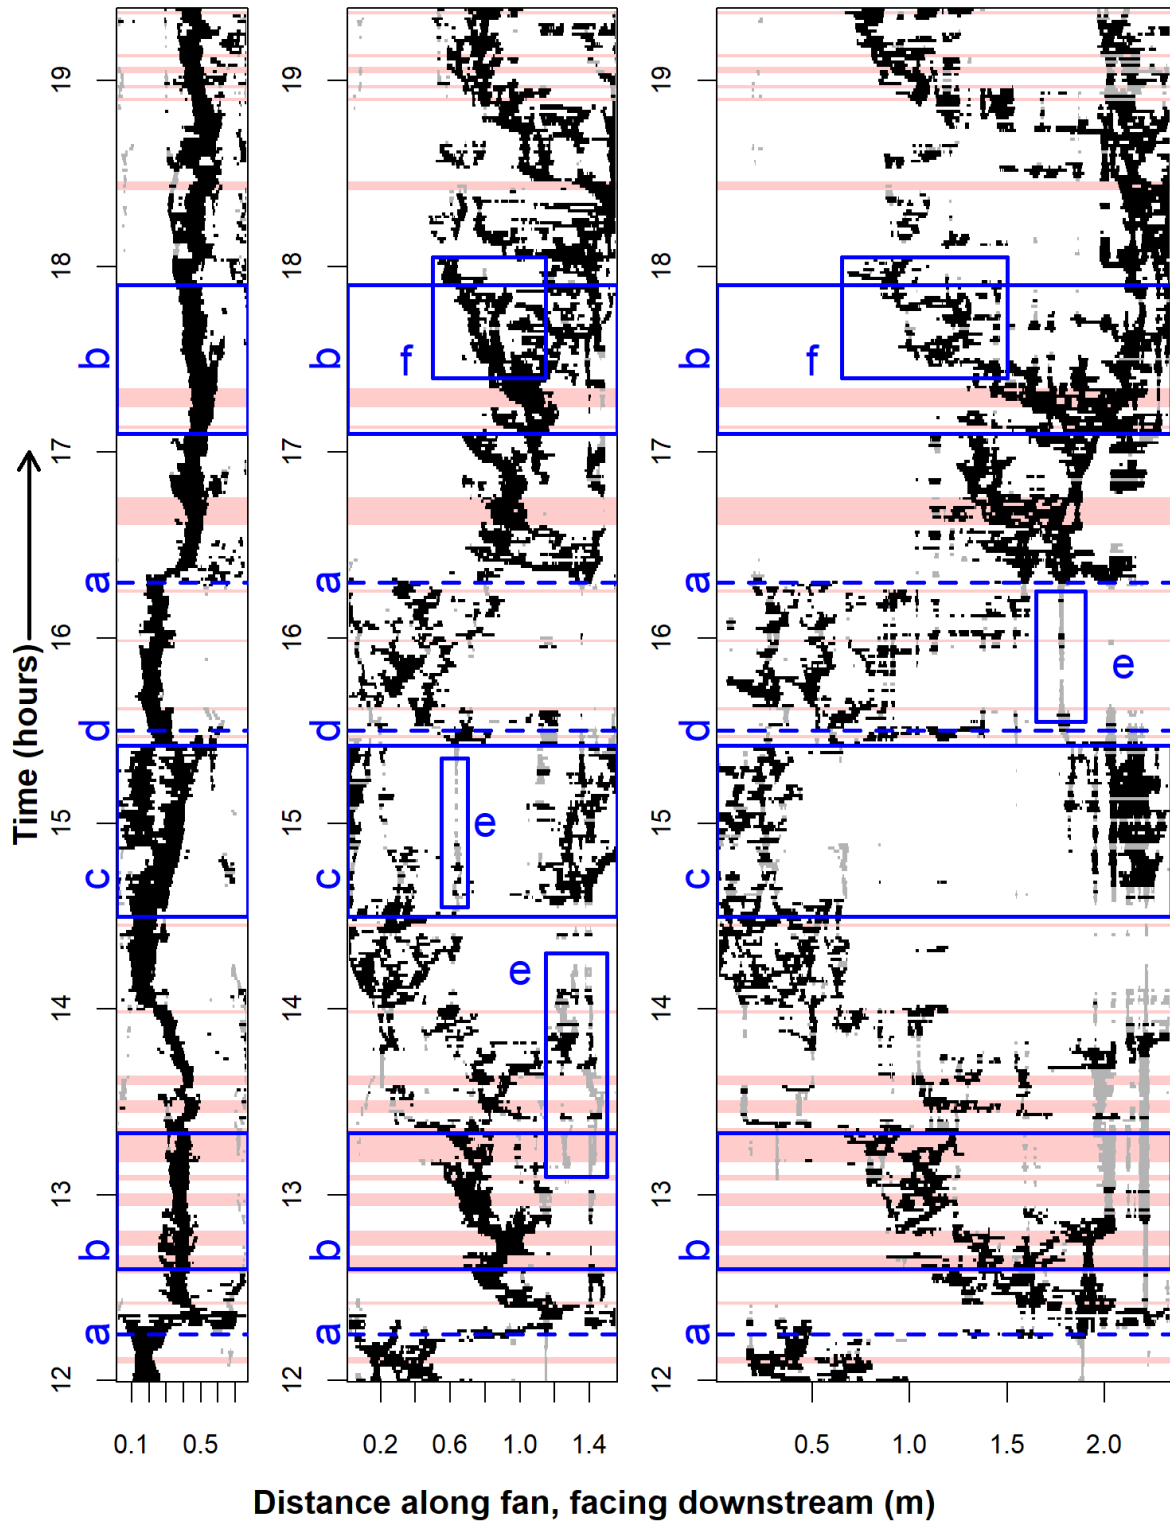 19
19
19
18
18
18
b
b
f
b
f
17
17
17
a
a
a
16
16
16
e
d
d
d
15
15
15
e
c
c
c
e
14
14
14
13
13
13
b
b
b
a
a
a
12
12
12
Time (hours)
0.1 0.5
0.2 0.6 1.0 1.4
0.5 1.0 1.5 2.0
Distance along fan, facing downstream (m)